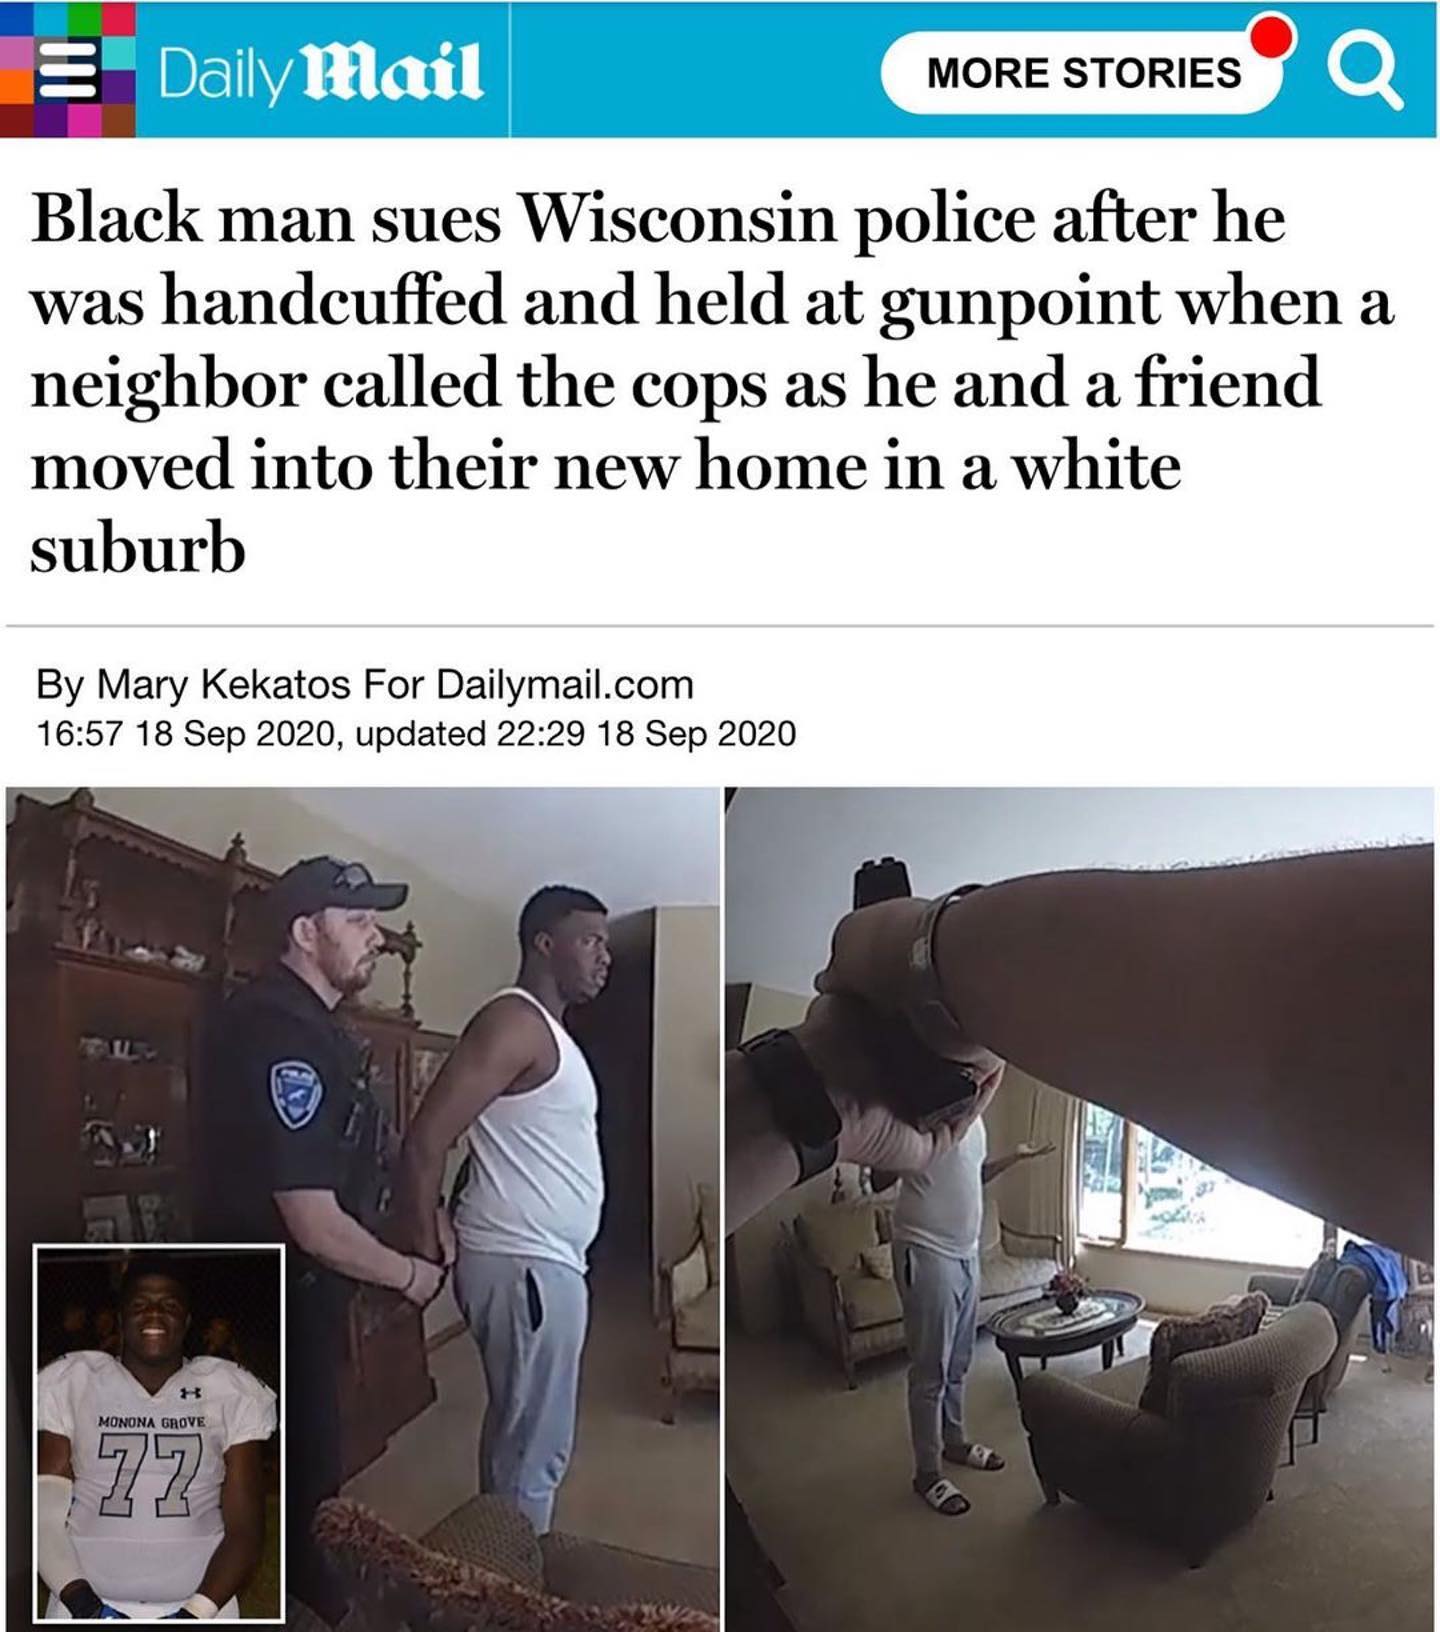 Daily Mail
MORE STORIES
Black man sues Wisconsin police after he
was handcuffed and held at gunpoint when a
neighbor called the cops as he and a friend
moved into their new home in a white
suburb
By Mary Kekatos For Dailymail.com
16:57 18 Sep 2020, updated 22:29 18 Sep 2020
POLICE
MONONA GROVE
77